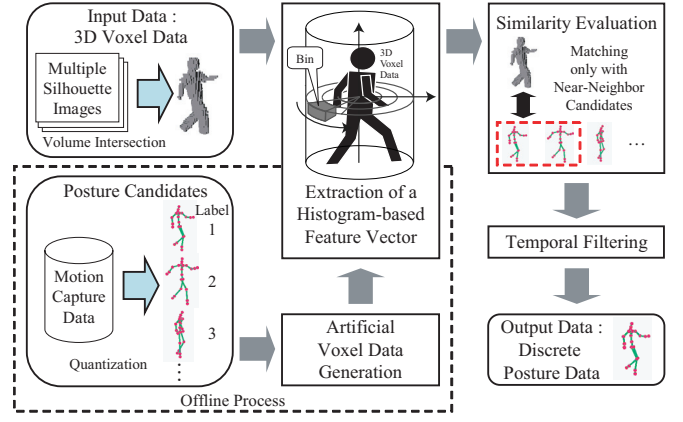 Input Data :
3D Voxel Data
Multiple
Silhouette
Images
Volume Intersection
Bin
3D
Voxel
Data
Extraction of a
Histogram-based
Feature Vector
Similarity Evaluation
Matching
only with
Near-Neighbor
Candidates
...
Temporal Filtering
Output Data :
Discrete
Posture Data
Posture Candidates
Label
1
2
3
Motion
Capture
Data
Quantization
Artificial
Voxel Data
Generation
Offline Process